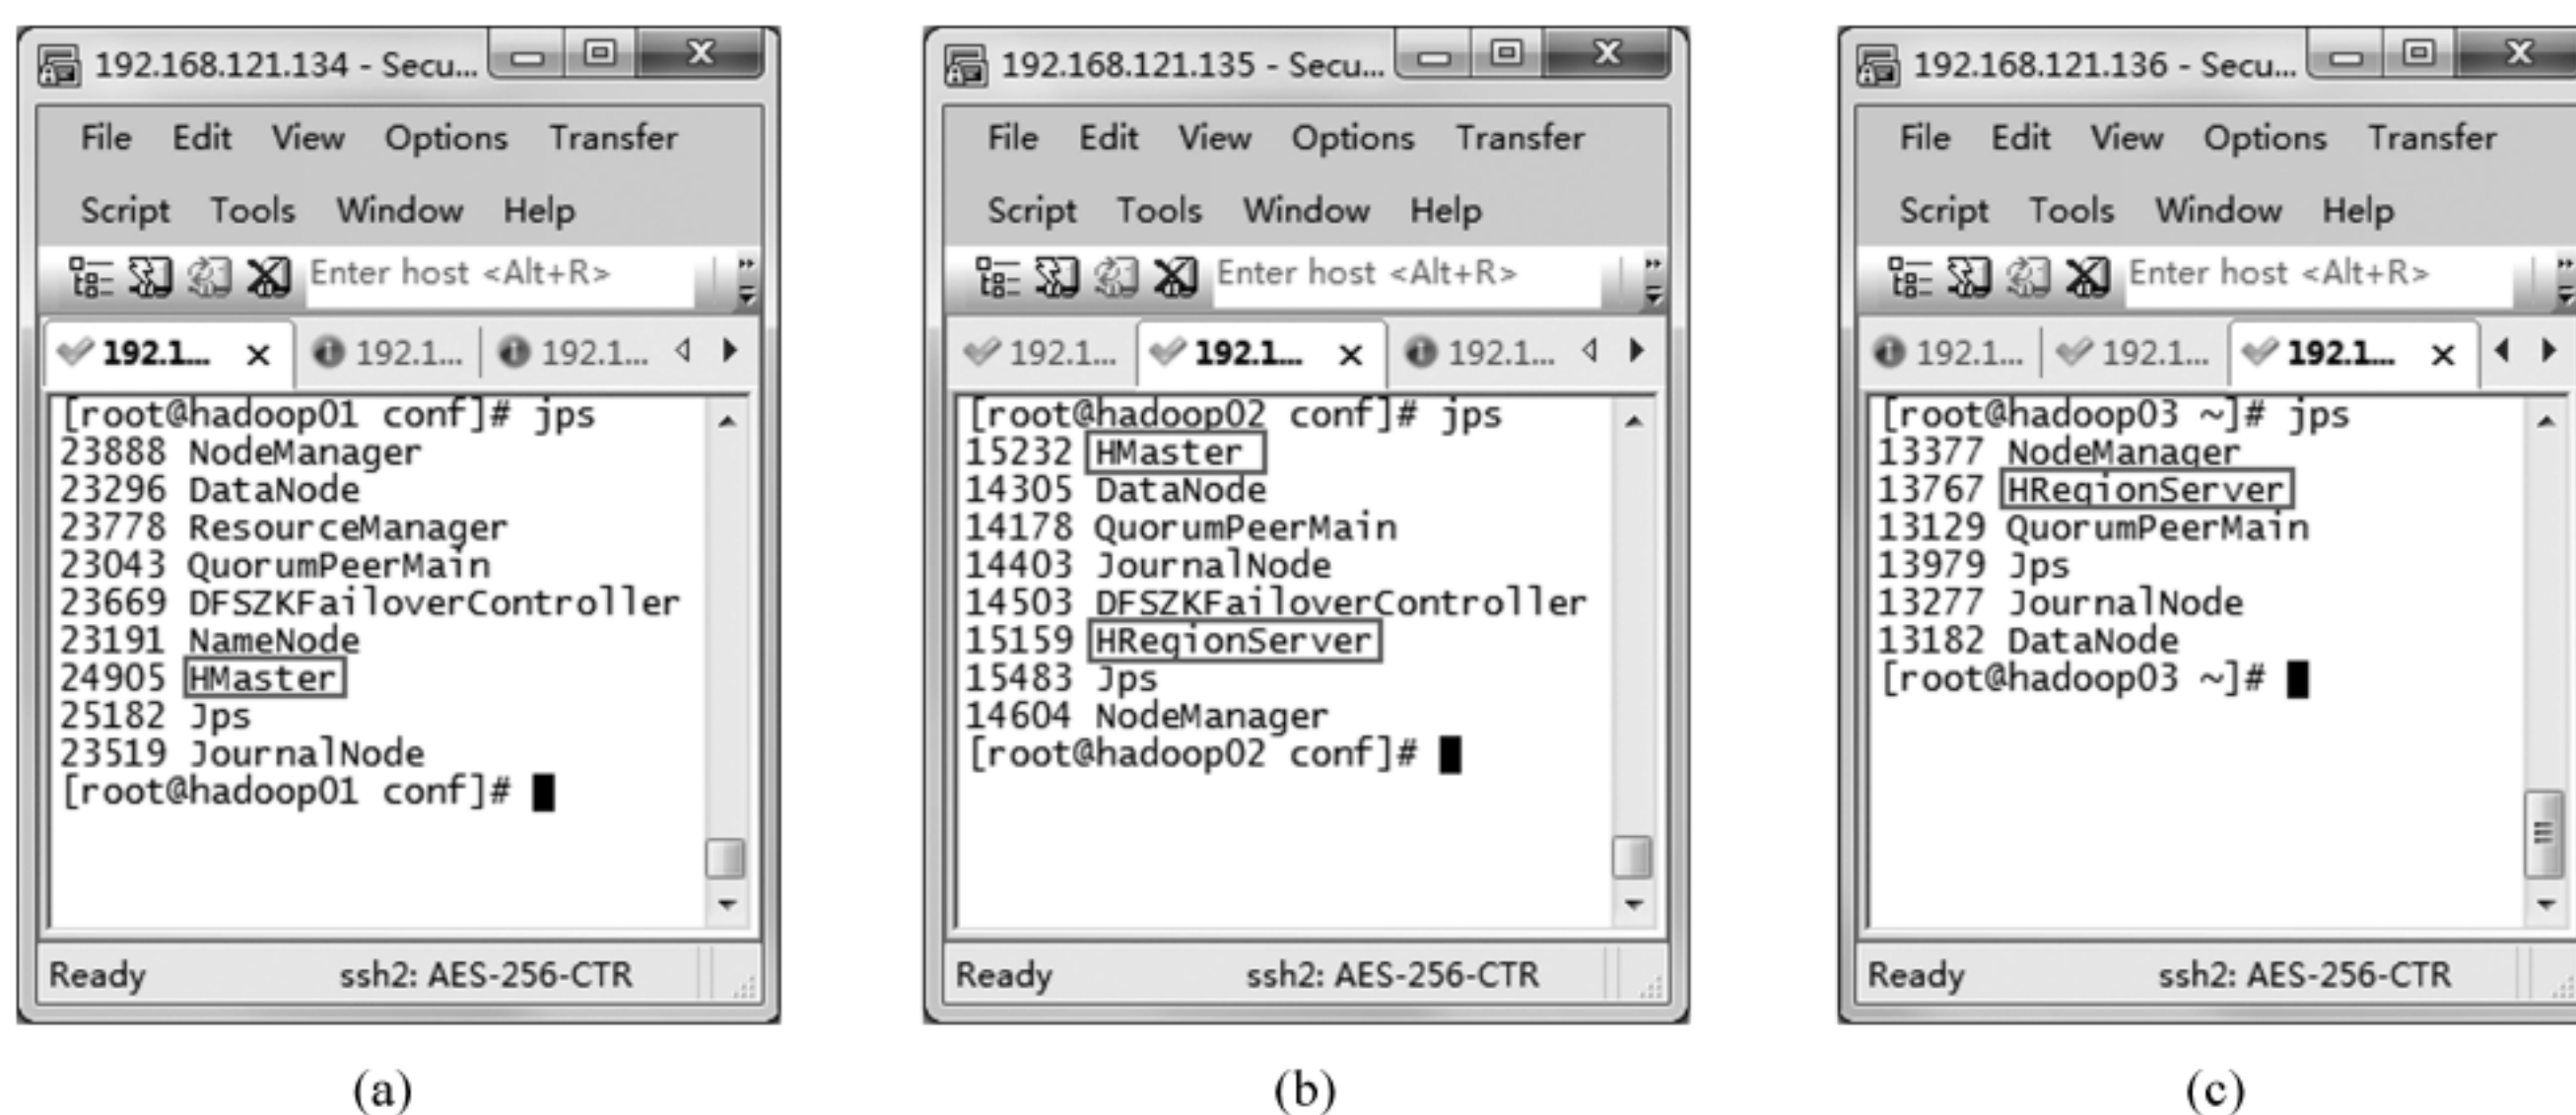 192.168.121.134 - Secu...
File Edit View Options Transfer
Script Tools Window Help
Enter host <Alt+R>
192.1... 192.1... 192.1...
[root@hadoop01 conf]# jps
23888 NodeManager
23296 DataNode
23778 ResourceManager
23043 QuorumPeerMain
23669 DFSZKFailoverController
23191 NameNode
24905 HMaster
25182 Jps
23519 JournalNode
[root@hadoop01 conf]#
Ready ssh2: AES-256-CTR
(a)
192.168.121.135 - Secu...
File Edit View Options Transfer
Script Tools Window Help
Enter host <Alt+R>
192.1... 192.1... 192.1...
[root@hadoop02 conf]# jps
15232 HMaster
14305 DataNode
14178 QuorumPeerMain
14403 JournalNode
14503 DFSZKFailoverController
15159 HRegionServer
15483 Jps
14604 NodeManager
[root@hadoop02 conf]#
Ready ssh2: AES-256-CTR
(b)
192.168.121.136 - Secu...
File Edit View Options Transfer
Script Tools Window Help
Enter host <Alt+R>
192.1... 192.1... 192.1...
[root@hadoop03 ~]# jps
13377 NodeManager
13767 HRegionServer
13129 QuorumPeerMain
13979 Jps
13277 JournalNode
13182 DataNode
[root@hadoop03 ~]#
Ready ssh2: AES-256-CTR
(c)